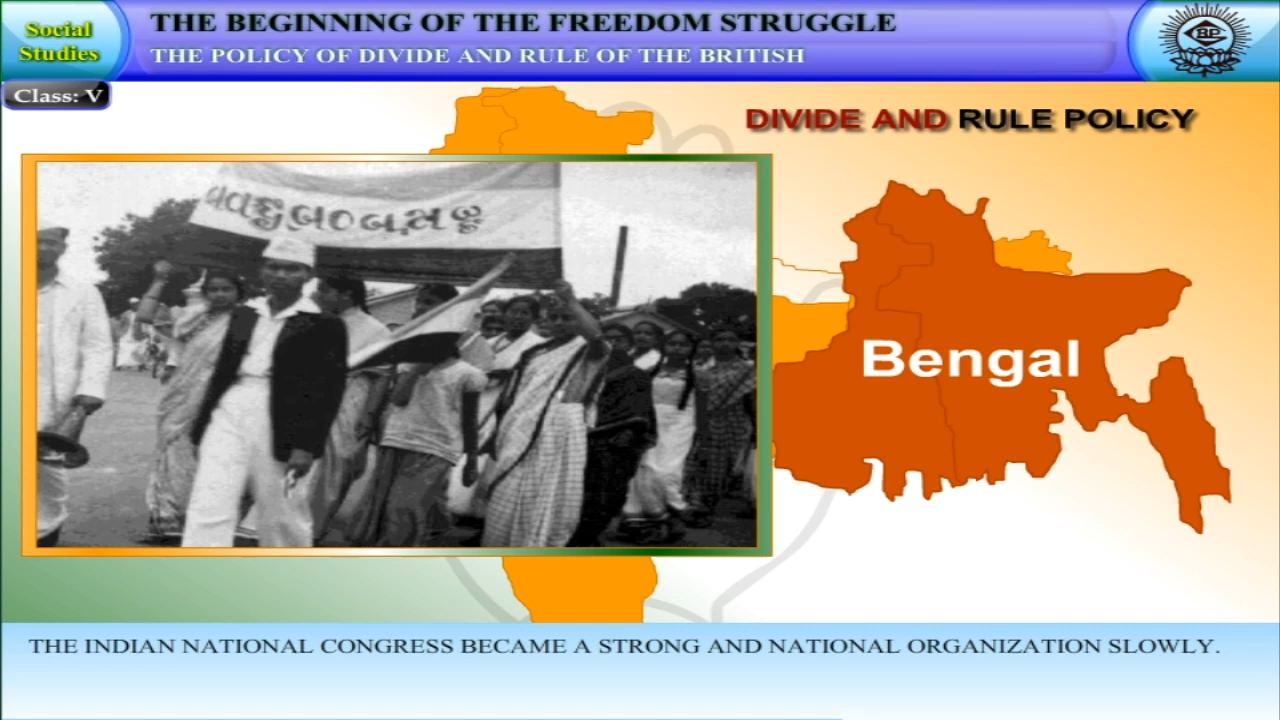 Social
Studies
THE BEGINNING OF THE FREEDOM STRUGGLE
THE POLICY OF DIVIDE AND RULE OF THE BRITISH
Class: V
DIVIDE AND RULE POLICY
Bengal
THE INDIAN NATIONAL CONGRESS BECAME A STRONG AND NATIONAL ORGANIZATION SLOWLY.